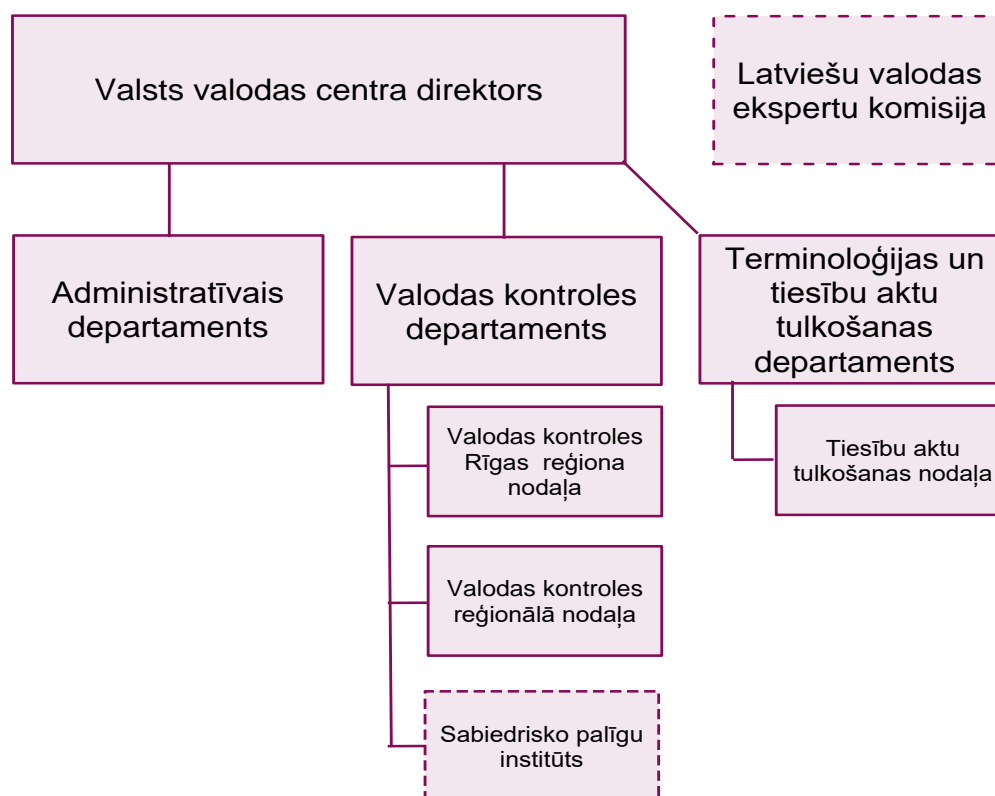 Valsts valodas centra direktors
Latviešu valodas
ekspertu komisija
Administratīvais
departaments
Valodas kontroles
departaments
Terminoloģijas un
tiesību aktu
tulkošanas
departaments
Valodas kontroles
Rīgas reģiona
nodaļa
Tiesību aktu
tulkošanas nodaļa
Valodas kontroles
reģionālā nodaļa
Sabiedrisko palīgu
institūts